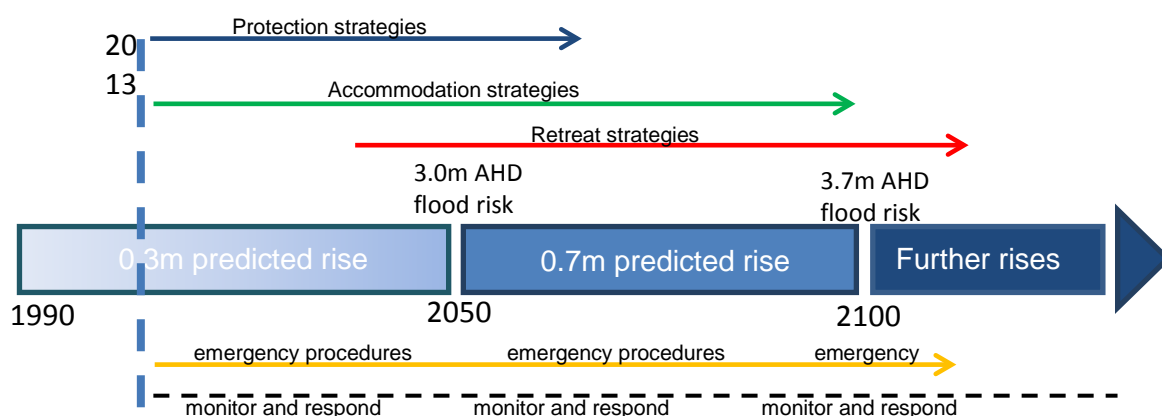 Protection strategies
20
13
Accommodation strategies
Retreat strategies
3.0m AHD
flood risk
3.7m AHD
flood risk
0.3m predicted rise
0.7m predicted rise
Further rises
1990
2050
2100
emergency procedures
emergency procedures
emergency
monitor and respond
monitor and respond
monitor and respond